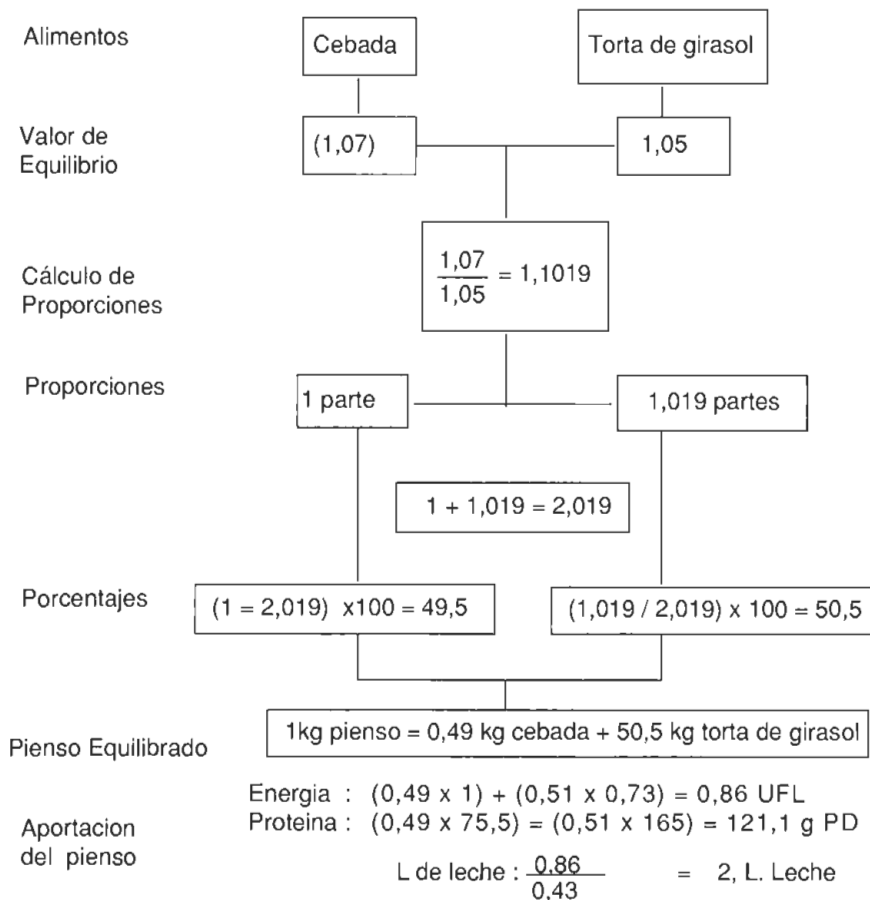 Alimentos
Cebada
Torta de girasol
Valor de
Equilibrio
(1,07)
1,05
Cálculo de
Proporciones
1,07
1,05
= 1,1019
Proporciones
1 parte
1,019 partes
1 + 1,019 = 2,019
Porcentajes
(1 = 2,019) x100 = 49,5
(1,019 / 2,019) x 100 = 50,5
Pienso Equilibrado
1kg pienso = 0,49 kg cebada + 50,5 kg torta de girasol
Aportacion
del pienso
Energia : (0,49 x 1) + (0,51 x 0,73) = 0,86 UFL
Proteina : (0,49 x 75,5) = (0,51 x 165) = 121,1 g PD
L de leche : 0,86
0,43
= 2, L. Leche